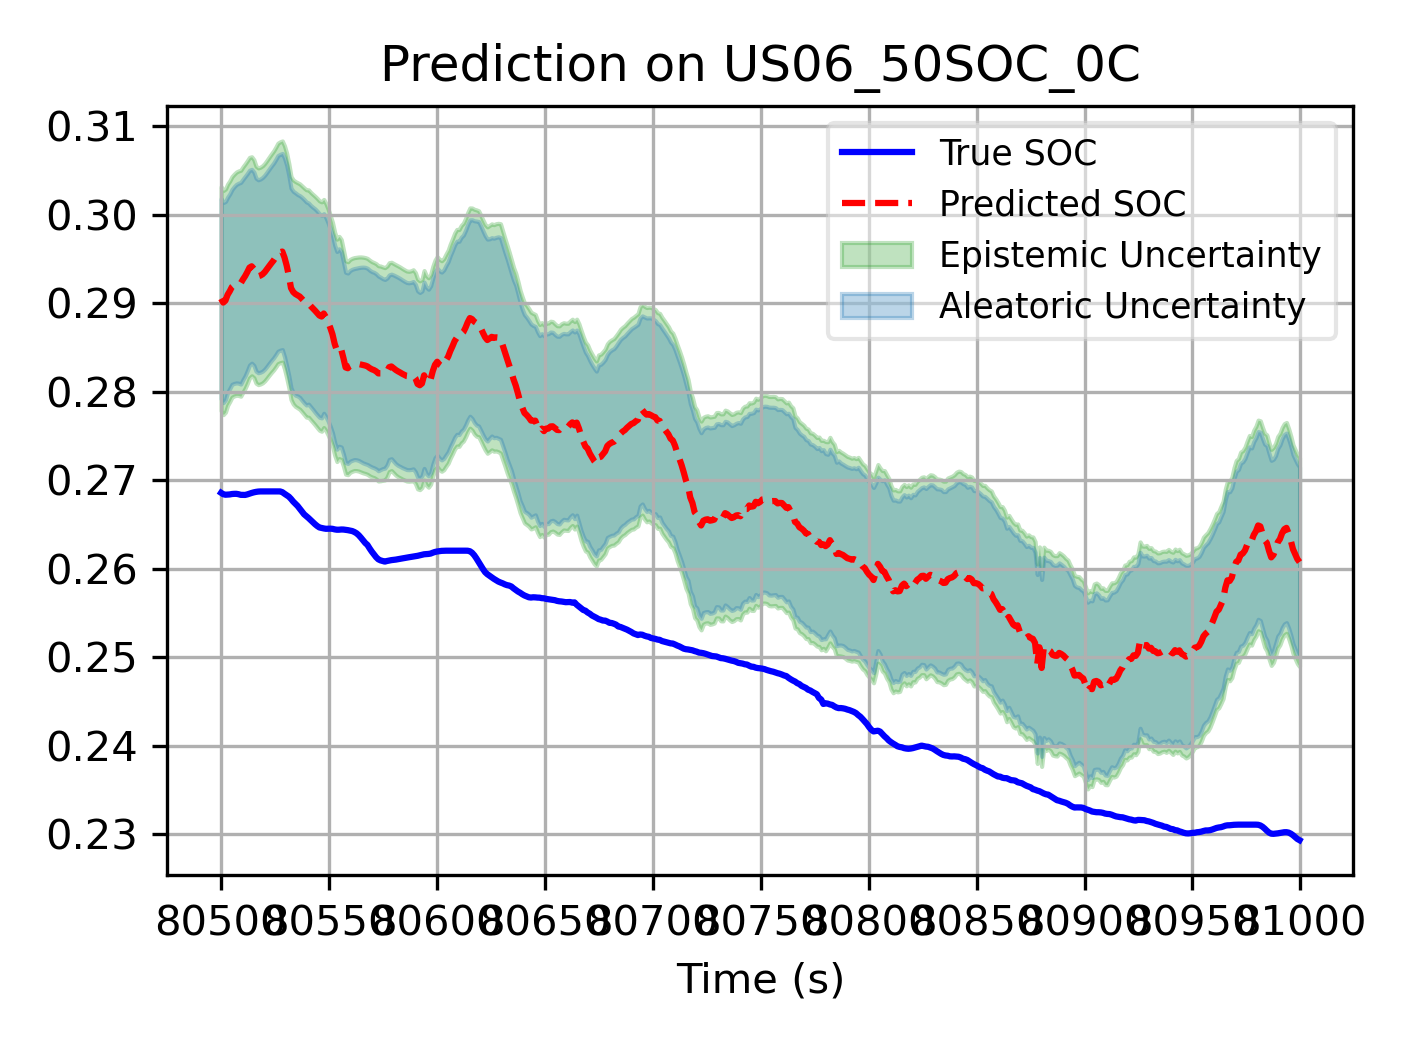 Prediction on US06_50SOC_0C
0.31
0.30
0.29
0.28
0.27
0.26
0.25
0.24
0.23
True SOC
Predicted SOC
Epistemic Uncertainty
Aleatoric Uncertainty
80500 80550 80600 80650 80700 80750 80800 80850 80900 80950 81000
Time (s)